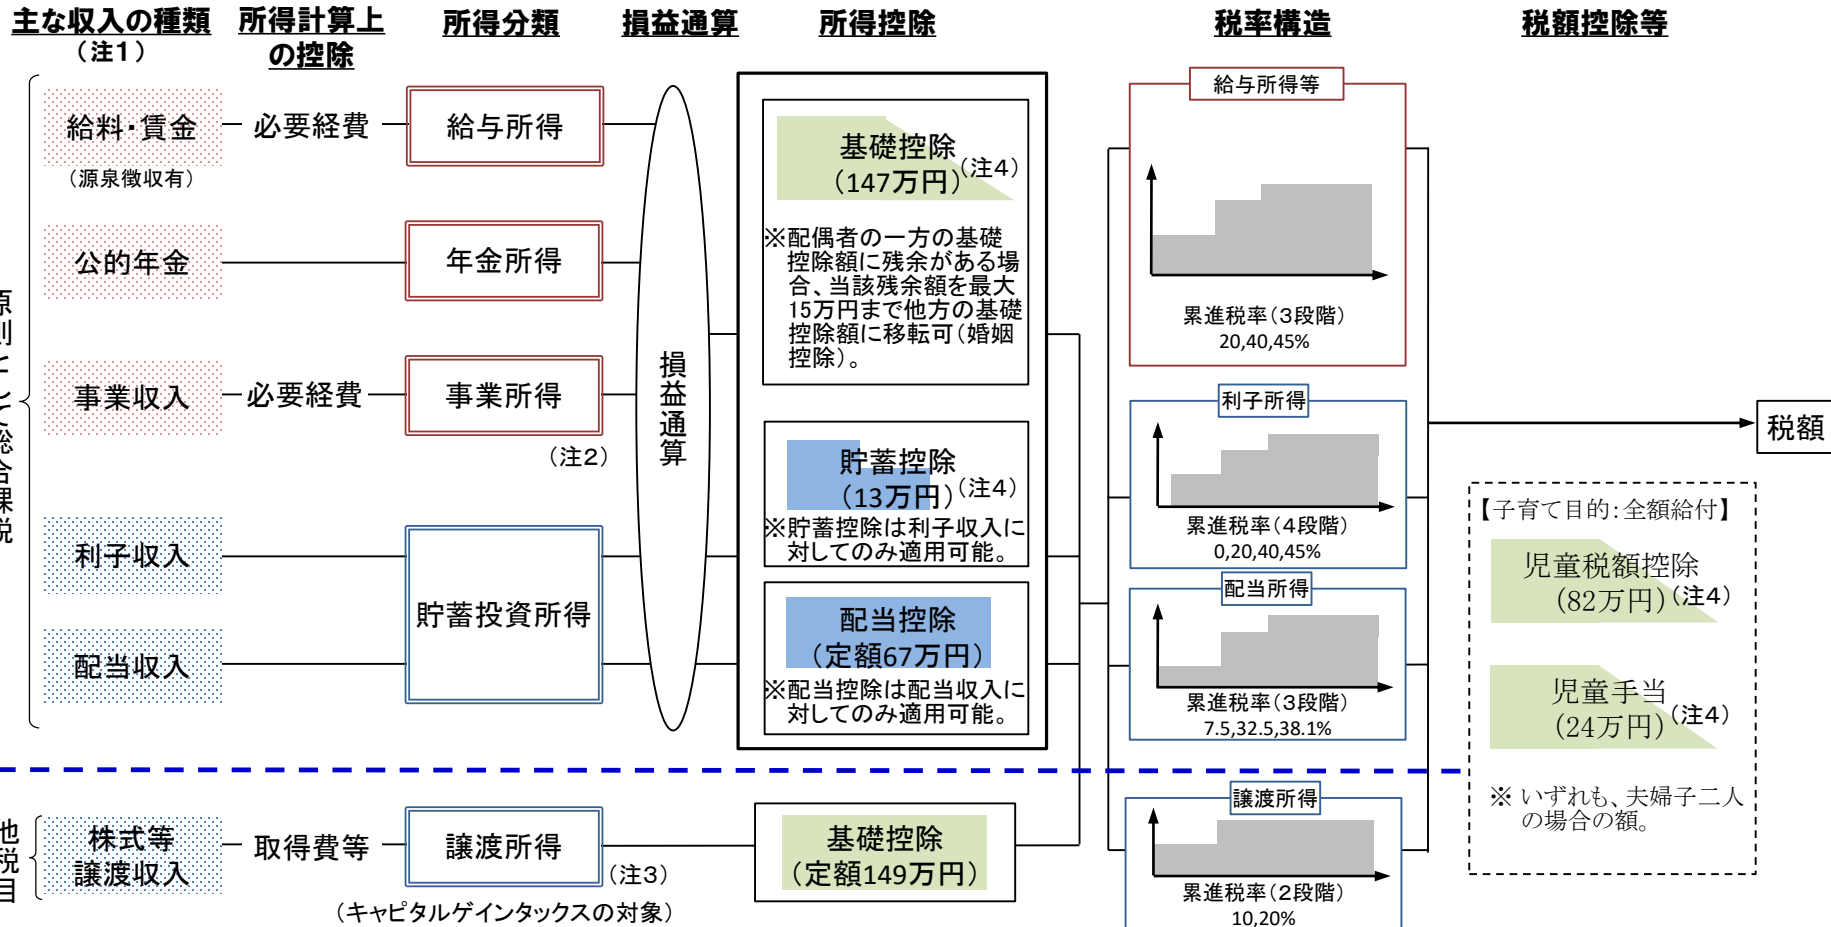 主な収入の種類
（注１）
所得計算上
の控除
所得分類
損益通算
所得控除
税率構造
税額控除等
原則として総合課税
給料・賃金
（源泉徴収有）
必要経費
給与所得
公的年金
年金所得
事業収入
必要経費
事業所得
（注２）
利子収入
配当収入
貯蓄投資所得
損益通算
基礎控除
（147万円）（注４）
※配偶者の一方の基礎
控除額に残余がある場
合、当該残余額を最大
15万円まで他方の基礎
控除額に移転可（婚姻
控除）。
貯蓄控除
（13万円）（注４）
※貯蓄控除は利子収入に
対してのみ適用可能。
配当控除
（定額67万円）
※配当控除は配当収入に
対してのみ適用可能。
給与所得等
累進税率（３段階）
20,40,45%
利子所得
累進税率（４段階）
0,20,40,45%
配当所得
累進税率（３段階）
7.5,32.5,38.1%
税額
【子育て目的：全額給付】
児童税額控除
（82万円）（注４）
児童手当
（24万円）（注４）
※ いずれも、夫婦子二人
の場合の額。
他税目
株式等
譲渡収入
取得費等
譲渡所得
（注３）
（キャピタルゲインタックスの対象）
基礎控除
（定額149万円）
譲渡所得
累進税率（２段階）
10,20%